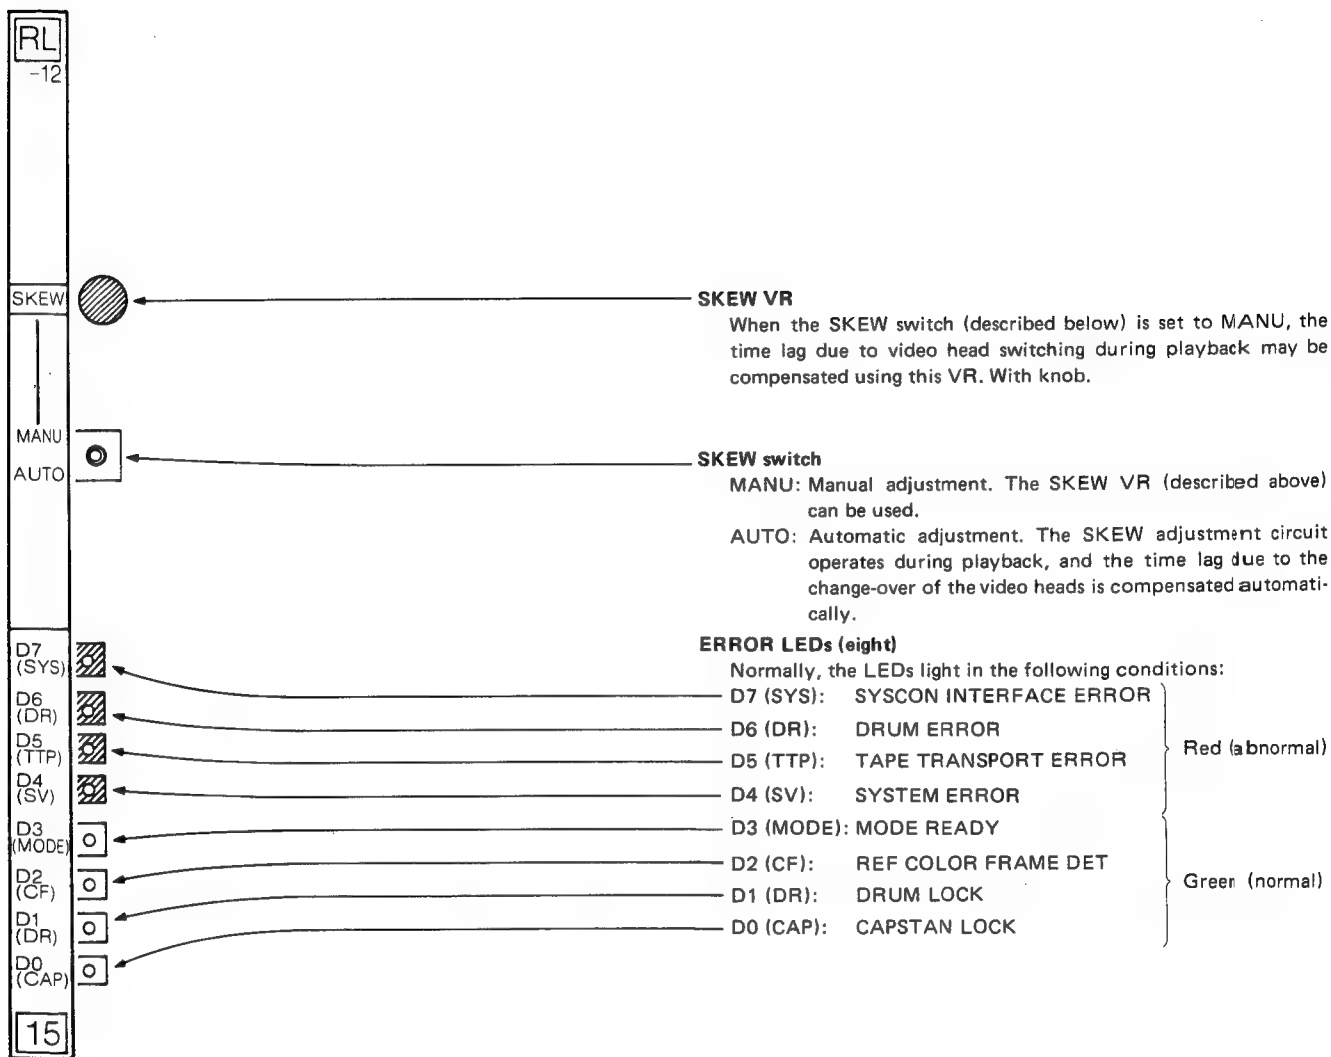 RL
-12
SKEW
MANU
AUTO
D7
(SYS)
D6
(DR)
D5
(TTP)
D4
(SV)
D3
(MODE)
D2
(CF)
D1
(DR)
D0
(CAP)
15
SKEW VR
When the SKEW switch (described below) is set to MANU, the
time lag due to video head switching during playback may be
compensated using this VR. With knob.
SKEW switch
MANU: Manual adjustment. The SKEW VR (described above)
can be used.
AUTO: Automatic adjustment. The SKEW adjustment circuit
operates during playback, and the time lag due to the
change-over of the video heads is compensated automati-
cally.
ERROR LEDs (eight)
Normally, the LEDs light in the following conditions:
D7 (SYS): SYSCON INTERFACE ERROR
D6 (DR): DRUM ERROR
D5 (TTP): TAPE TRANSPORT ERROR
D4 (SV): SYSTEM ERROR
Red (abnormal)
D3 (MODE): MODE READY
D2 (CF): REF COLOR FRAME DET
D1 (DR): DRUM LOCK
D0 (CAP): CAPSTAN LOCK
Green (normal)